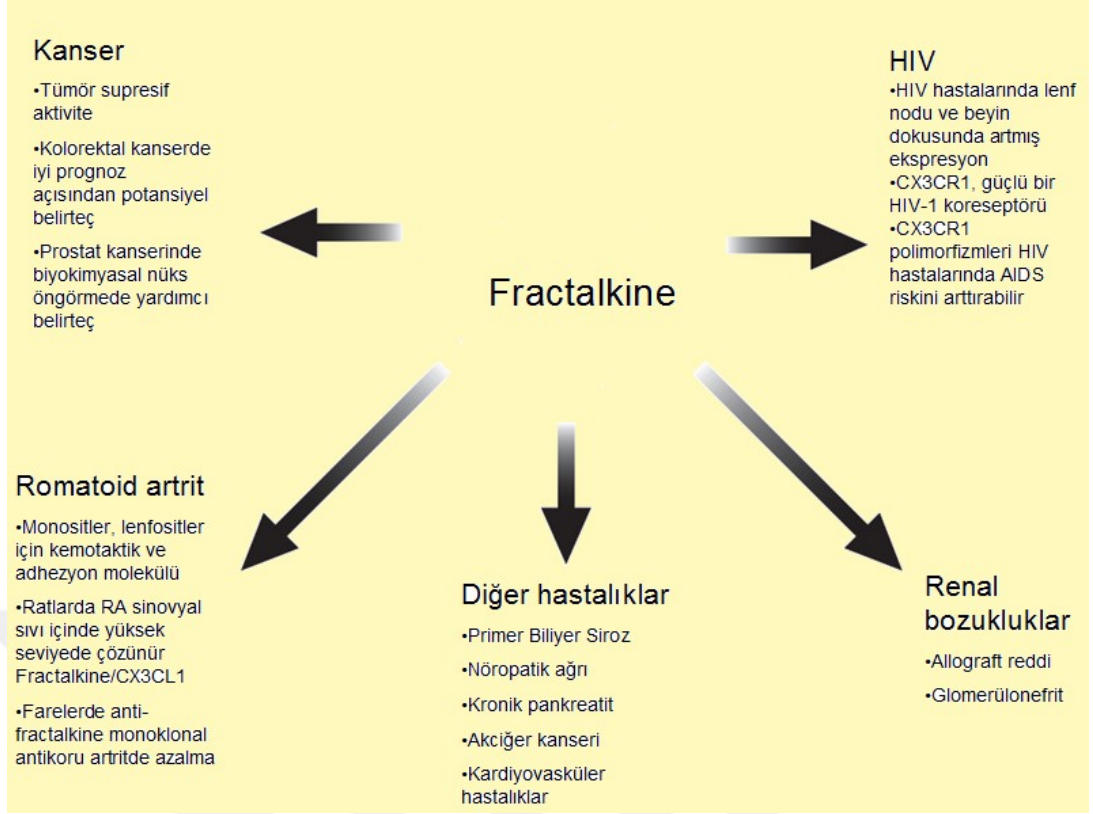 Kanser
•Tümör supresif
aktivite
•Kolorektal kanserde
iyi prognoz
açısından potansiyel
belirteç
•Prostat kanserinde
biyokimyasal nüks
öngörmede yardımcı
belirteç
HIV
•HIV hastalarında lenf
nodu ve beyin
dokusunda artmış
ekspresyon
•CX3CR1, güçlü bir
HIV-1 koreseptörü
•CX3CR1
polimorfizmleri HIV
hastalarında AIDS
riskini arttırabilir
Fractalkine
Romatoid artrit
•Monositler, lenfositler
için kemotaktik ve
adhezyon molekülü
•Ratlarda RA sinovyal
sıvı içinde yüksek
seviyede çözünür
Fractalkine/CX3CL1
•Farelerde anti-
fractalkine monoklonal
antikoru artritde azalma
Diğer hastalıklar
•Primer Biliyer Siroz
•Nöropatik ağrı
•Kronik pankreatit
•Akciğer kanseri
•Kardiyovasküler
hastalıklar
Renal
bozukluklar
•Allograft reddi
•Glomerülonefrit